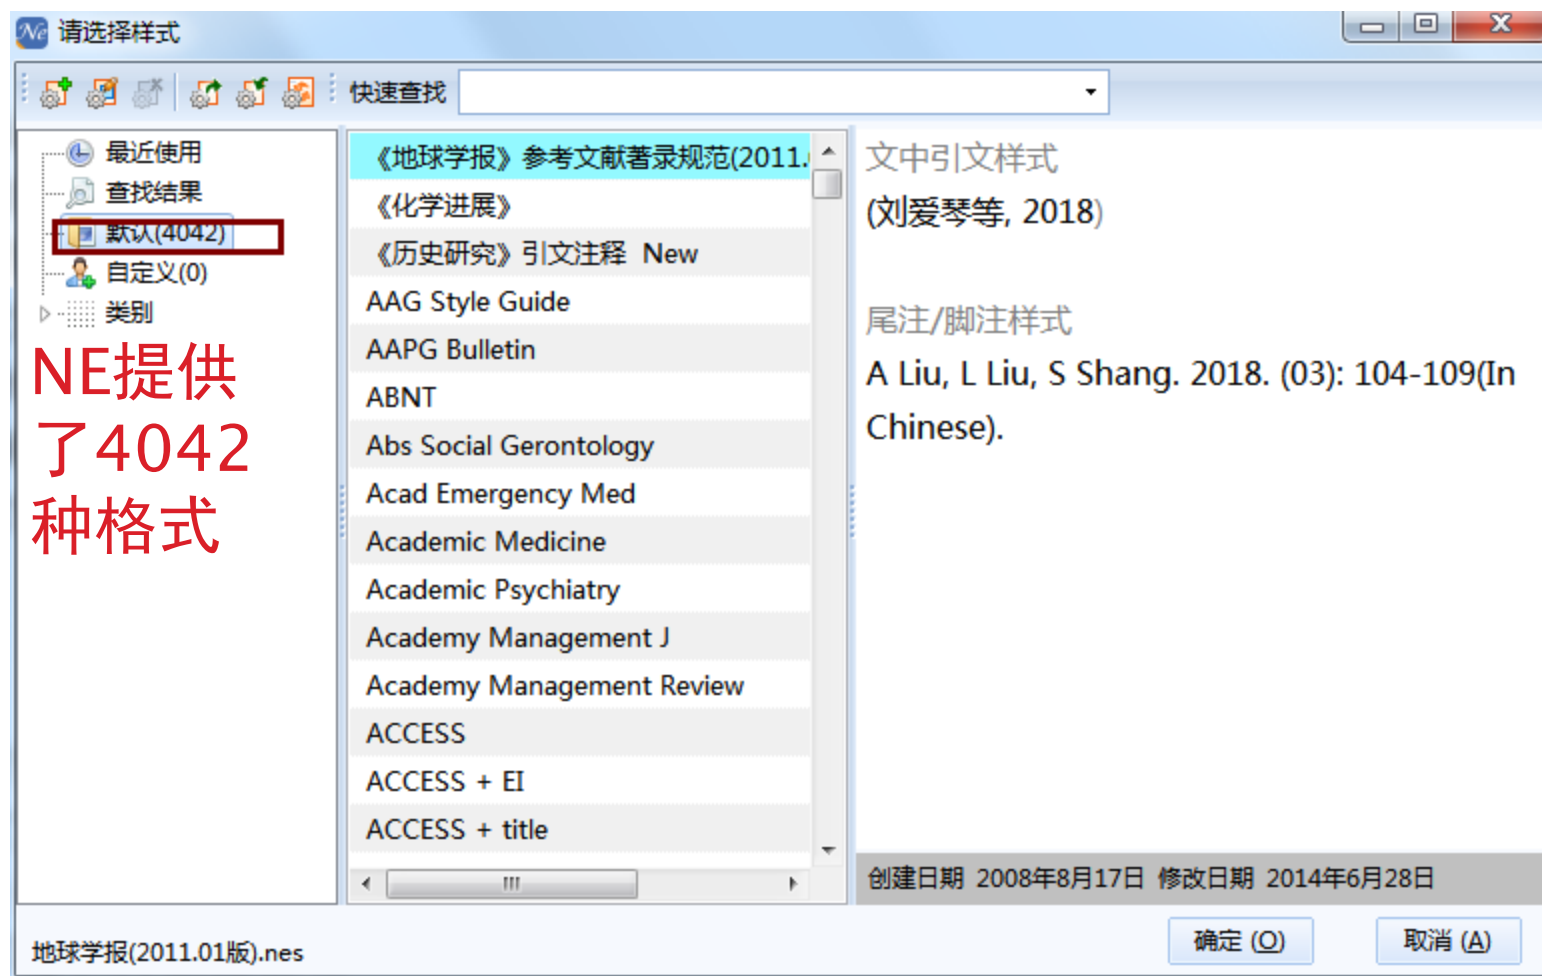 Ne 请选择样式
快速查找
最近使用
查找结果
默认(4042)
自定义(0)
类别
NE提供
了4042
种格式
《地球学报》参考文献著录规范(2011.
《化学进展》
《历史研究》引文注释 New
AAG Style Guide
AAPG Bulletin
ABNT
Abs Social Gerontology
Acad Emergency Med
Academic Medicine
Academic Psychiatry
Academy Management J
Academy Management Review
ACCESS
ACCESS + EI
ACCESS + title
文中引文样式
(刘爱琴等, 2018)
尾注/脚注样式
A Liu, L Liu, S Shang. 2018. (03): 104-109(In
Chinese).
创建日期 2008年8月17日 修改日期 2014年6月28日
地球学报(2011.01版).nes
确定 (O)
取消 (A)